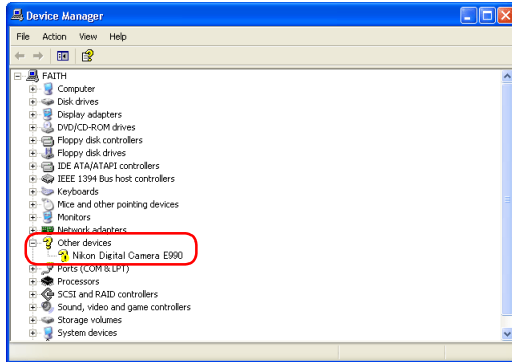 Device Manager
File Action View Help
FAITH
Computer
Disk drives
Display adapters
DVD/CD-ROM drives
Floppy disk controllers
Floppy disk drives
IDE ATA/ATAPI controllers
IEEE 1394 Bus host controllers
Keyboards
Mice and other pointing devices
Monitors
Network adapters
Other devices
Nikon Digital Camera E990
Ports (COM & LPT)
Processors
SCSI and RAID controllers
Sound, video and game controllers
Storage volumes
System devices